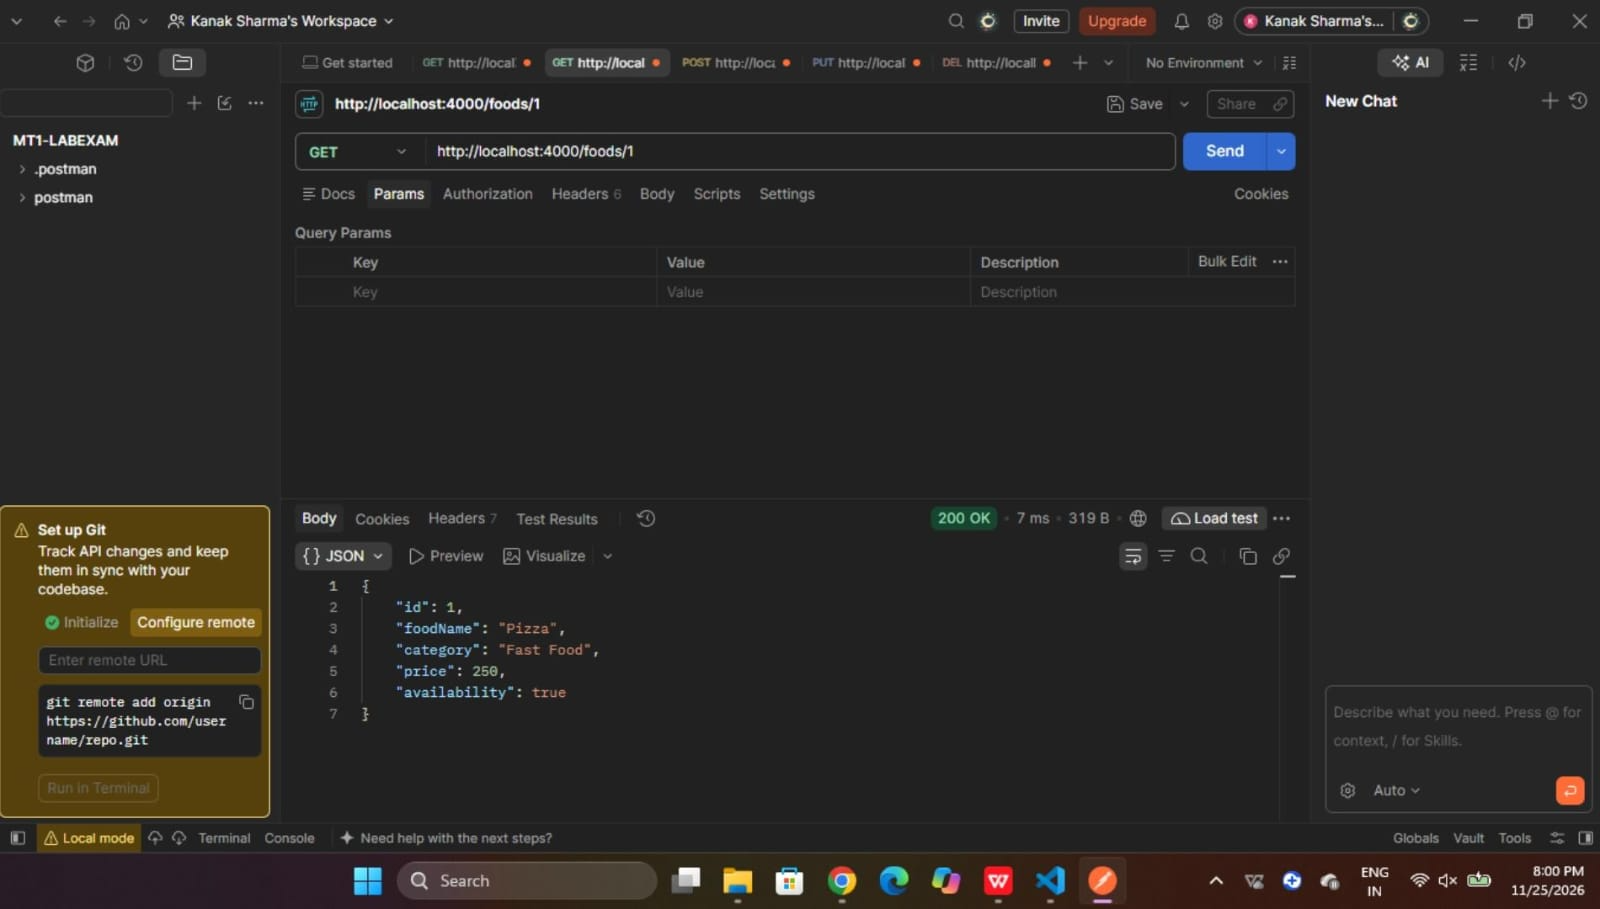 Kanak Sharma's Workspace
Invite
Upgrade
Kanak Sharma's...
Get started
GET http://local
GET http://local
POST http://loca
PUT http://local
DEL http://locall
No Environment
AI
HTTP http://localhost:4000/foods/1
Save
Share
New Chat
MT1-LABEXAM
.postman
postman
GET
http://localhost:4000/foods/1
Send
Docs
Params
Authorization
Headers 6
Body
Scripts
Settings
Cookies
Query Params
Key Value Description Bulk Edit
Key Value Description
Set up Git
Track API changes and keep
them in sync with your
codebase.
Initialize
Configure remote
Enter remote URL
git remote add origin
https://github.com/user
name/repo.git
Run in Terminal
Body
Cookies
Headers 7
Test Results
200 OK
7 ms
319 B
Load test
{ } JSON
Preview
Visualize
1 {
2 "id": 1,
3 "foodName": "Pizza",
4 "category": "Fast Food",
5 "price": 250,
6 "availability": true
7 }
Describe what you need. Press @ for
context, / for Skills.
Auto
Local mode
Terminal
Console
Need help with the next steps?
Globals
Vault
Tools
Search
W
ENG
IN
8:00 PM
11/25/2026